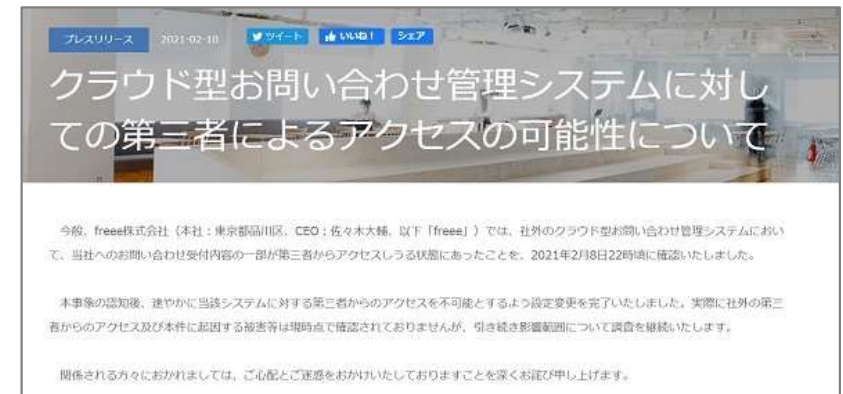 プレスリリース 2021-02-10 ツイート いいね! シェア
クラウド型お問い合わせ管理システムに対し
ての第三者によるアクセスの可能性について
今般、freee株式会社（本社：東京都品川区、CEO：佐々木大輔、以下「freee」）では、社外のクラウド型お問い合わせ管理システムにおい
て、当社へのお問い合わせ受付内容の一部が第三者からアクセスしうる状態にあったことを、2021年2月8日22時頃に確認いたしました。
本事象の認知後、速やかに当該システムに対する第三者からのアクセスを不可能とするよう設定変更を完了いたしました。実際に社外の第三
者からのアクセス及び本件に起因する被害等は現時点で確認されておりませんが、引き続き影響範囲について調査を継続いたします。
関係される方々におかれましては、ご心配とご迷惑をおかけいたしておりますことを深くお詫び申し上げます。